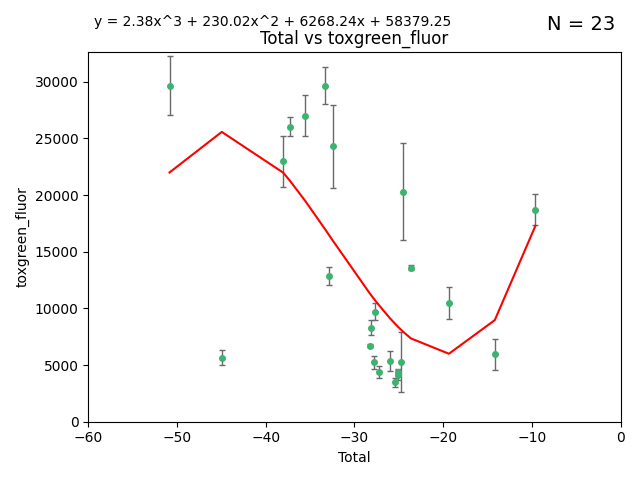 y = 2.38x^3 + 230.02x^2 + 6268.24x + 58379.25
N = 23
Total vs toxgreen_fluor
30000
25000
20000
15000
10000
5000
0
toxgreen_fluor
−60 −50 −40 −30 −20 −10 0
Total